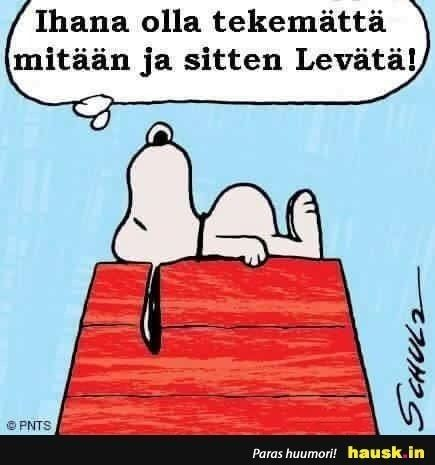 Ihana olla tekemättä
mitään ja sitten Levätä!
SCHULZ
© PNTS
Paras huumori! hausk.in